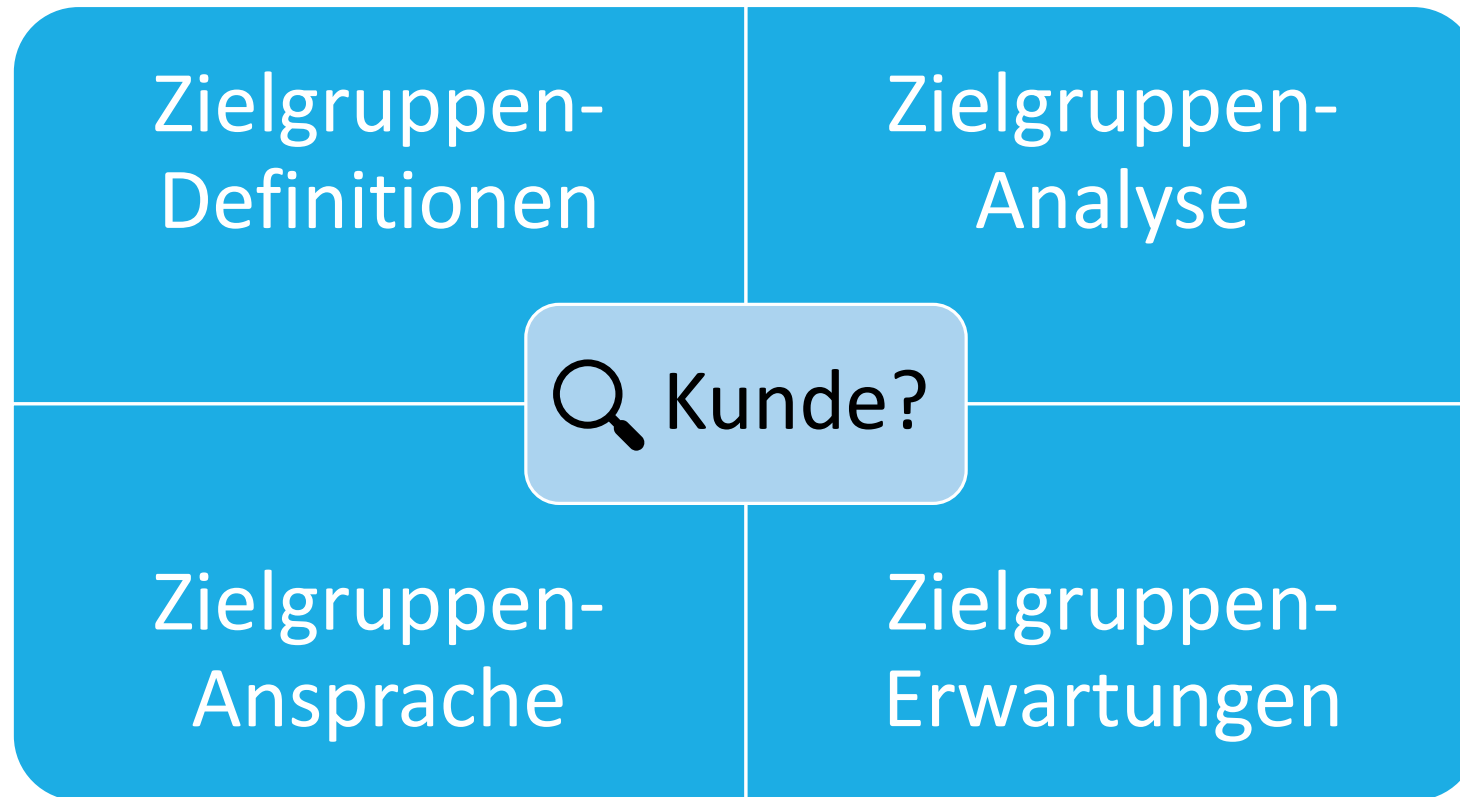 Zielgruppen-
Definitionen
Zielgruppen-
Analyse
Kunde?
Zielgruppen-
Ansprache
Zielgruppen-
Erwartungen